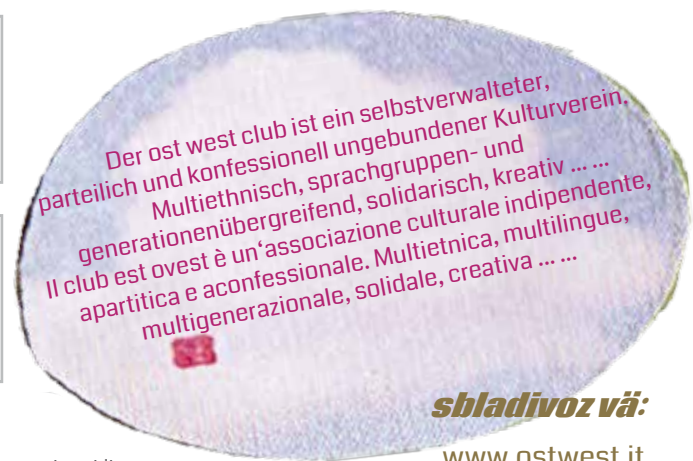 Der ost west club ist ein selbstverwalteter,
parteilich und konfessionell ungebundener Kulturverein,
Multiethnisch, sprachgruppen- und
generationenübergreifend, solidarisch, kreativ ... ...
Il club est ovest è un‘associazione culturale indipendente,
apartitica e aconfessionale. Multietnica, multilingue,
multigenerazionale, solidale, creativa ... ...
sbladivoz vä:
www.ostwest.it